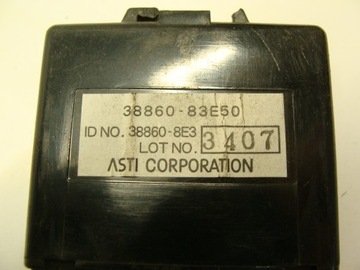 38860-83E50
ID NO. 38860-8E3
LOT NO. 3407
ASTI CORPORATION